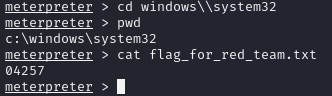 meterpreter > cd windows\\system32
meterpreter > pwd
c:\windows\system32
meterpreter > cat flag_for_red_team.txt
04257
meterpreter >